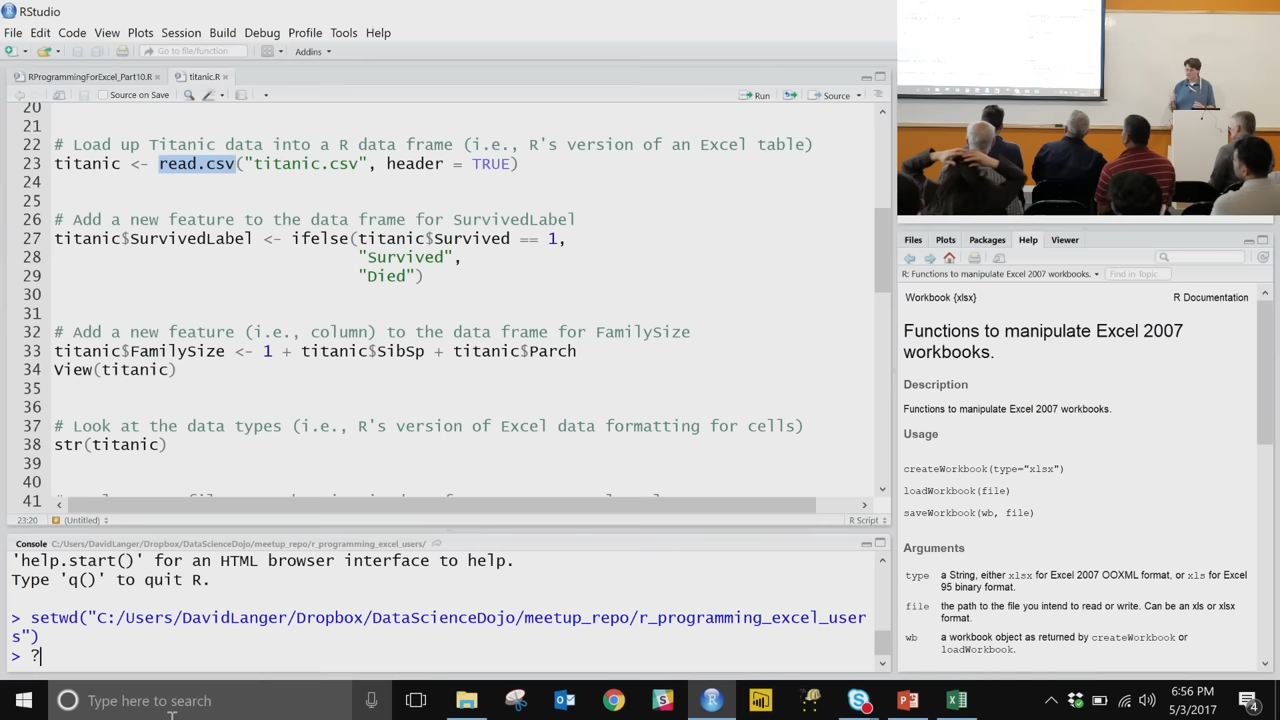 RStudio
File Edit Code View Plots Session Build Debug Profile Tools Help
Go to file/function Addins
RProgrammingForExcel_Part10.R titanic.R
Source on Save Run Source
20
21
22 # Load up Titanic data into a R data frame (i.e., R's version of an Excel table)
23 titanic <- read.csv("titanic.csv", header = TRUE)
24
25
26 # Add a new feature to the data frame for SurvivedLabel
27 titanic$SurvivedLabel <- ifelse(titanic$Survived == 1,
28 "Survived",
29 "Died")
30
31
32 # Add a new feature (i.e., column) to the data frame for FamilySize
33 titanic$FamilySize <- 1 + titanic$SibSp + titanic$Parch
34 View(titanic)
35
36
37 # Look at the data types (i.e., R's version of Excel data formatting for cells)
38 str(titanic)
39
40
41
23:20 (Untitled) R Script
Console C:/Users/DavidLanger/Dropbox/DataScienceDojo/meetup_repo/r_programming_excel_users/
'help.start()' for an HTML browser interface to help.
Type 'q()' to quit R.
> setwd("C:/Users/DavidLanger/Dropbox/DataScienceDojo/meetup_repo/r_programming_excel_user
s")
> ?
Files Plots Packages Help Viewer
R: Functions to manipulate Excel 2007 workbooks. Find in Topic
Workbook {xlsx} R Documentation
Functions to manipulate Excel 2007
workbooks.
Description
Functions to manipulate Excel 2007 workbooks.
Usage
createWorkbook(type="xlsx")
loadWorkbook(file)
saveWorkbook(wb, file)
Arguments
type a String, either xlsx for Excel 2007 OOXML format, or xls for Excel
95 binary format.
file the path to the file you intend to read or write. Can be an xls or xlsx
format.
wb a workbook object as returned by createWorkbook or
loadWorkbook.
Type here to search
6:56 PM
5/3/2017
4